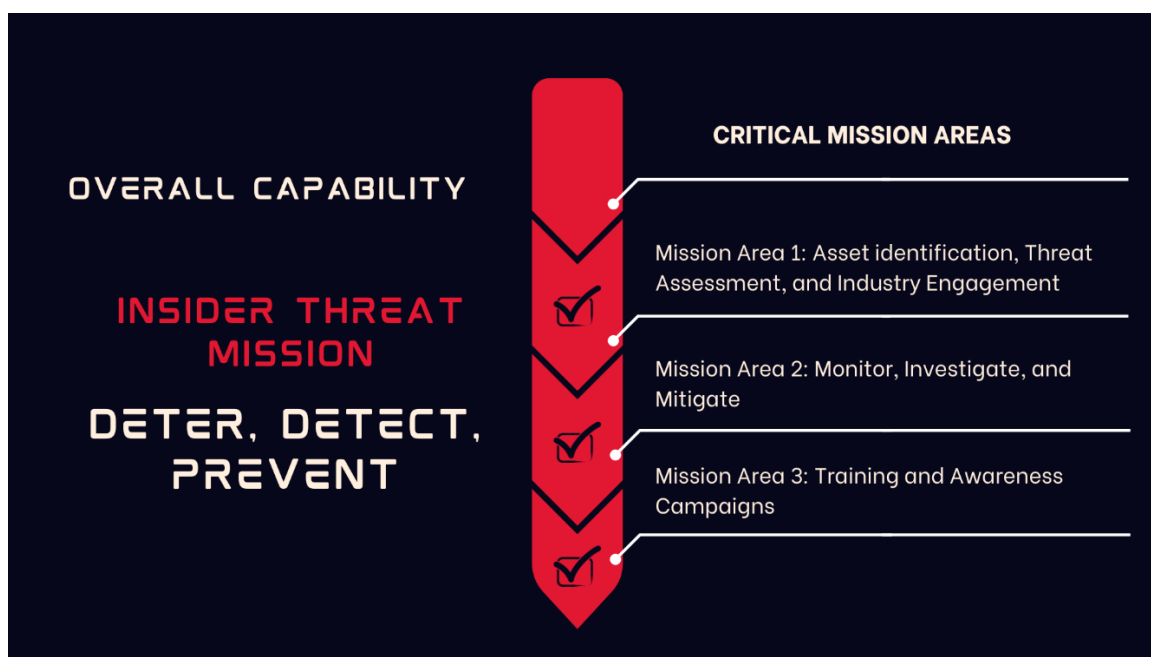 OVERALL CAPABILITY
INSIDER THREAT
MISSION
DETER, DETECT,
PREVENT
CRITICAL MISSION AREAS
Mission Area 1: Asset identification, Threat
Assessment, and Industry Engagement
Mission Area 2: Monitor, Investigate, and
Mitigate
Mission Area 3: Training and Awareness
Campaigns